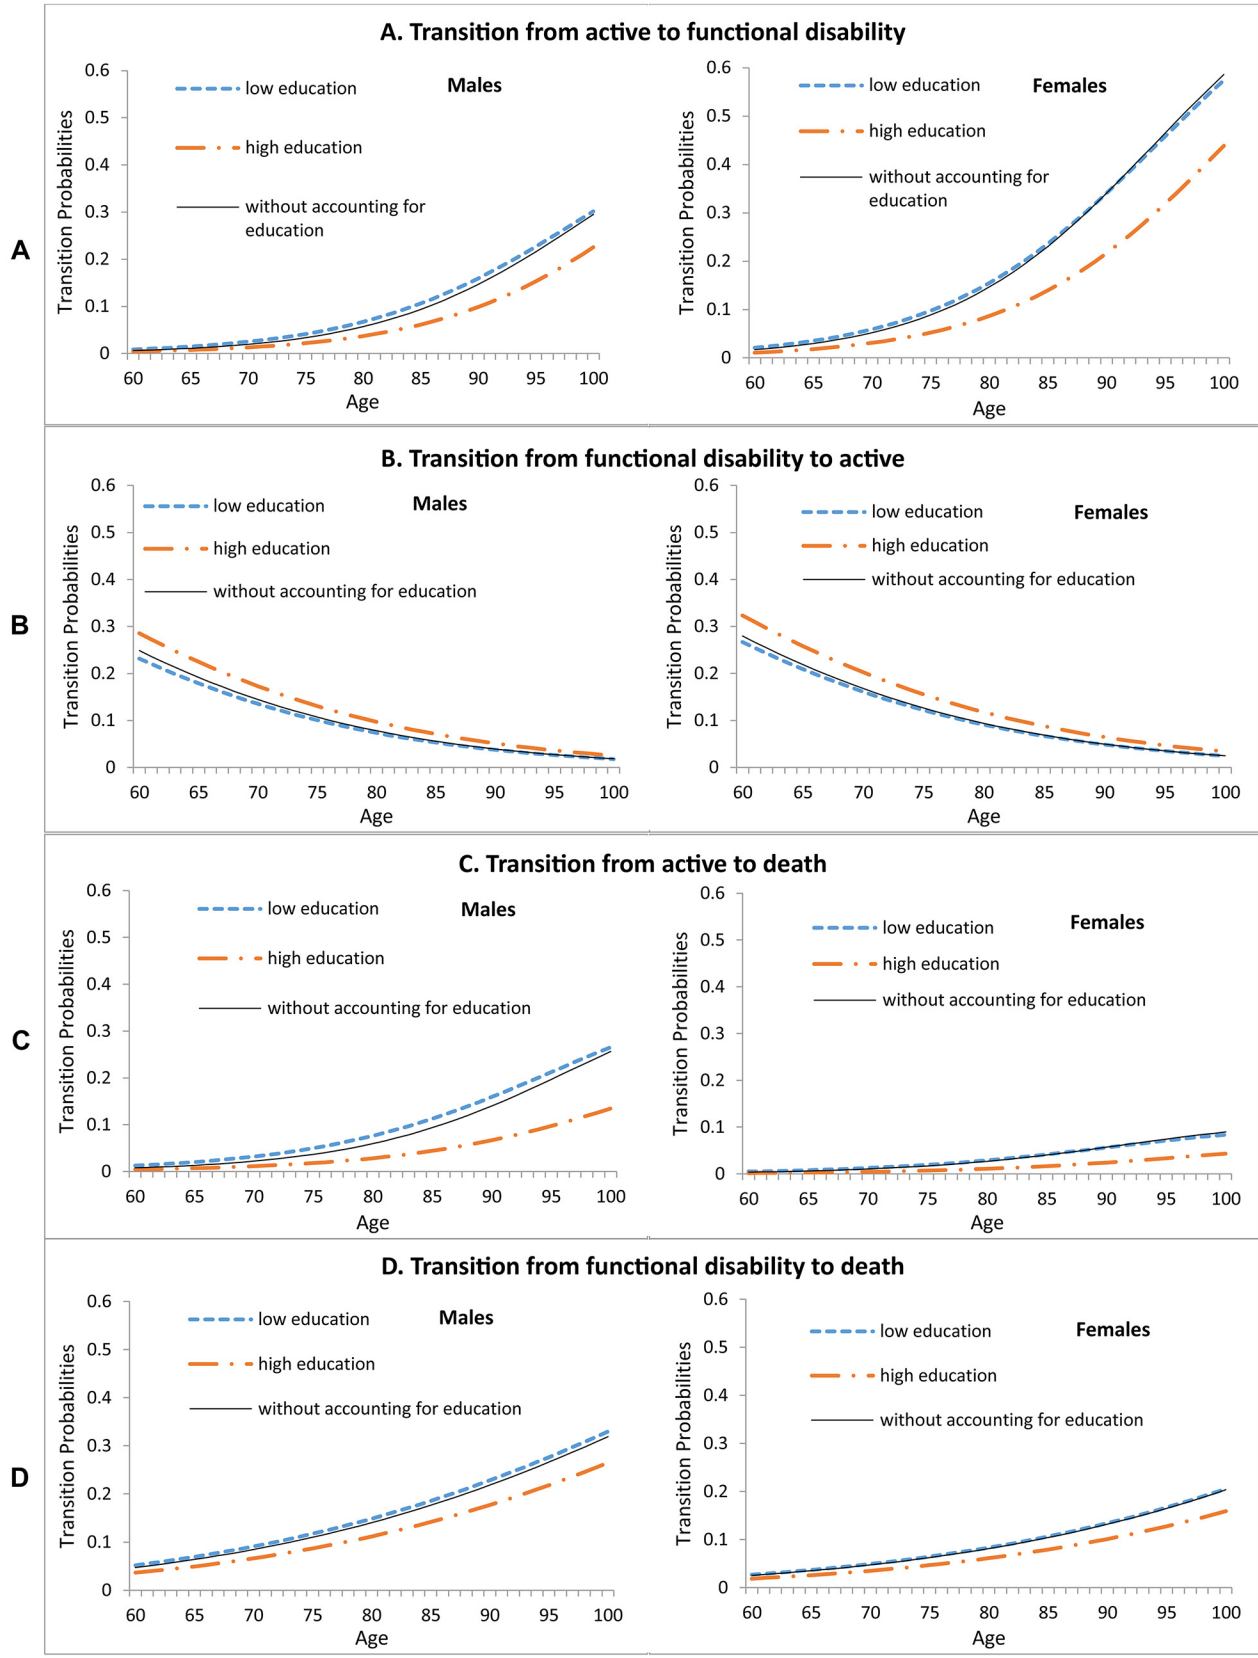 A. Transition from active to functional disability
A
Transition Probabilities
0.6
0.5
0.4
0.3
0.2
0.1
0
low education
high education
without accounting for
education
Males
60 65 70 75 80 85 90 95 100
Age
Transition Probabilities
0.6
0.5
0.4
0.3
0.2
0.1
0
low education
high education
without accounting for
education
Females
60 65 70 75 80 85 90 95 100
Age
B. Transition from functional disability to active
B
Transition Probabilities
0.6
0.5
0.4
0.3
0.2
0.1
0
low education
high education
without accounting for education
Males
60 65 70 75 80 85 90 95 100
Age
Transition Probabilities
0.6
0.5
0.4
0.3
0.2
0.1
0
low education
high education
without accounting for education
Females
60 65 70 75 80 85 90 95 100
Age
C. Transition from active to death
C
Transition Probabilities
0.6
0.5
0.4
0.3
0.2
0.1
0
low education
high education
without accounting for education
Males
60 65 70 75 80 85 90 95 100
Age
Transition Probabilities
0.6
0.5
0.4
0.3
0.2
0.1
0
low education
high education
without accounting for education
Females
60 65 70 75 80 85 90 95 100
Age
D. Transition from functional disability to death
D
Transition Probabilities
0.6
0.5
0.4
0.3
0.2
0.1
0
low education
high education
without accounting for education
Males
60 65 70 75 80 85 90 95 100
Age
Transition Probabilities
0.6
0.5
0.4
0.3
0.2
0.1
0
low education
high education
without accounting for education
Females
60 65 70 75 80 85 90 95 100
Age